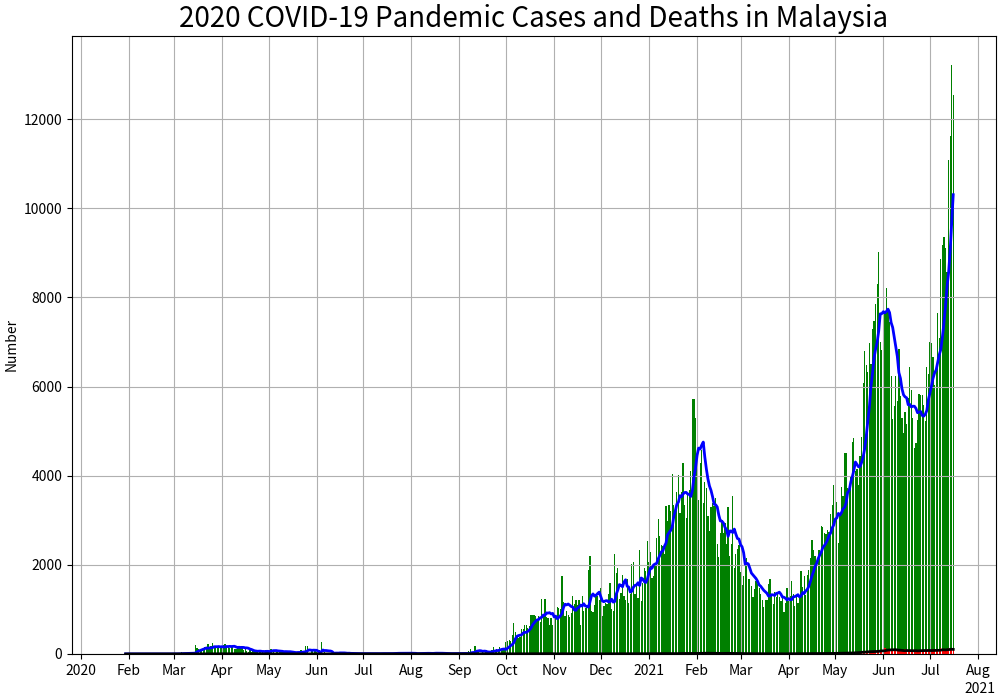 2020 COVID-19 Pandemic Cases and Deaths in Malaysia
Number
12000
10000
8000
6000
4000
2000
0
2020 Feb Mar Apr May Jun Jul Aug Sep Oct Nov Dec 2021 Feb Mar Apr May Jun Jul Aug
2021